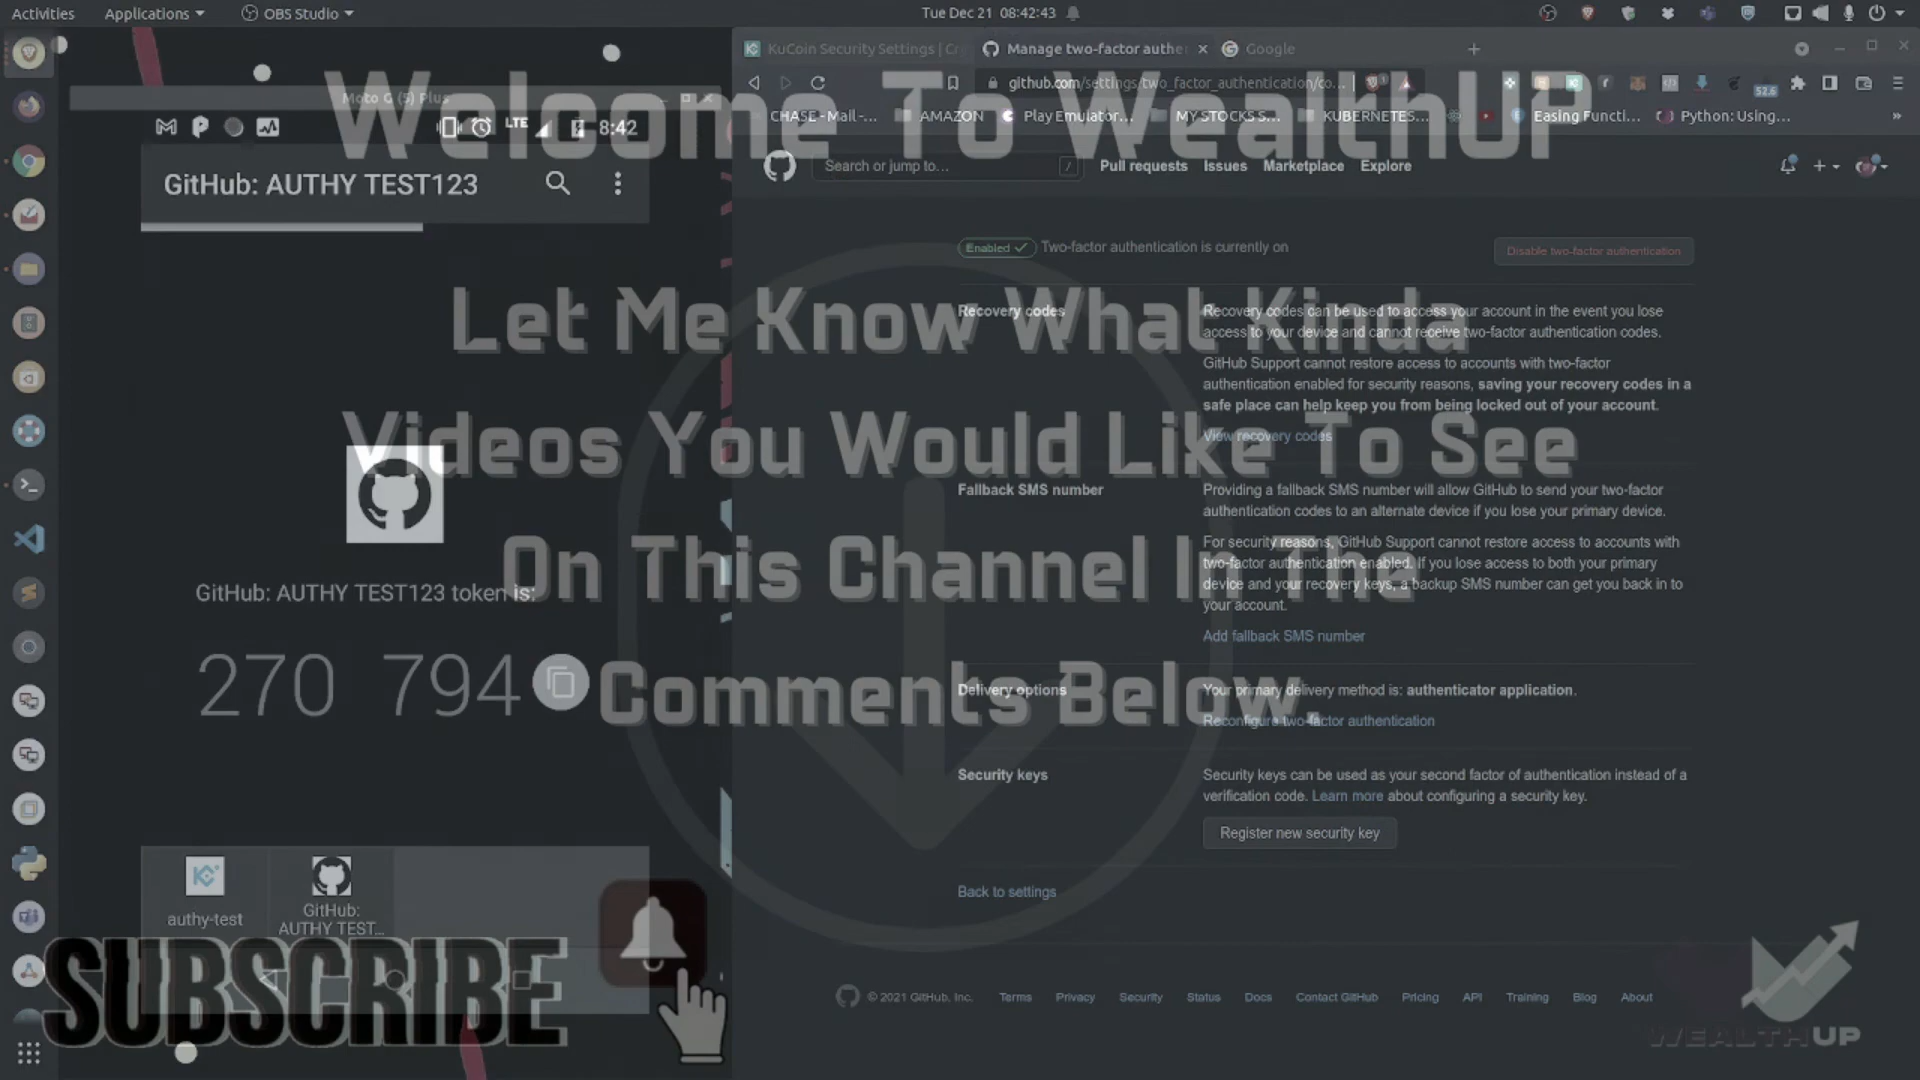 Activities
Applications
OBS Studio
Tue Dec 21 08:42:43
KuCoin Security Settings | Cr
Manage two-factor authe
Google
github.com/settings/two_factor_authentication/co...
52.6
CHASE - Mail -...
AMAZON
Play Emulator...
MY STOCKS S...
KUBERNETES...
Easing Functi...
Python: Using...
Moto G (5) Plus
LTE
8:42
Welcome To WealthUP
GitHub: AUTHY TEST123
Search or jump to...
/
Pull requests
Issues
Marketplace
Explore
Enabled
Two-factor authentication is currently on
Disable two-factor authentication
Let Me Know What Kinda
Videos You Would Like To See
On This Channel In The
Comments Below.
Recovery codes
Recovery codes can be used to access your account in the event you lose
access to your device and cannot receive two-factor authentication codes.
GitHub Support cannot restore access to accounts with two-factor
authentication enabled for security reasons, saving your recovery codes in a
safe place can help keep you from being locked out of your account.
View recovery codes
Fallback SMS number
Providing a fallback SMS number will allow GitHub to send your two-factor
authentication codes to an alternate device if you lose your primary device.
For security reasons, GitHub Support cannot restore access to accounts with
two-factor authentication enabled. If you lose access to both your primary
device and your recovery keys, a backup SMS number can get you back in to
your account.
Add fallback SMS number
GitHub: AUTHY TEST123 token is:
270 794
Delivery options
Your primary delivery method is: authenticator application.
Reconfigure two-factor authentication
Security keys
Security keys can be used as your second factor of authentication instead of a
verification code. Learn more about configuring a security key.
Register new security key
Back to settings
authy-test
GitHub:
AUTHY TEST...
SUBSCRIBE
© 2021 GitHub, Inc.
Terms
Privacy
Security
Status
Docs
Contact GitHub
Pricing
API
Training
Blog
About
WEALTHUP